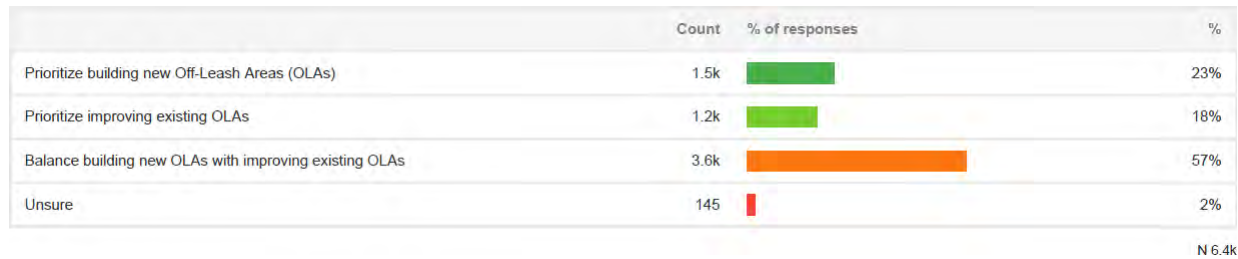 Count % of responses %
Prioritize building new Off-Leash Areas (OLAs) 1.5k 23%
Prioritize improving existing OLAs 1.2k 18%
Balance building new OLAs with improving existing OLAs 3.6k 57%
Unsure 145 2%
N 6.4k